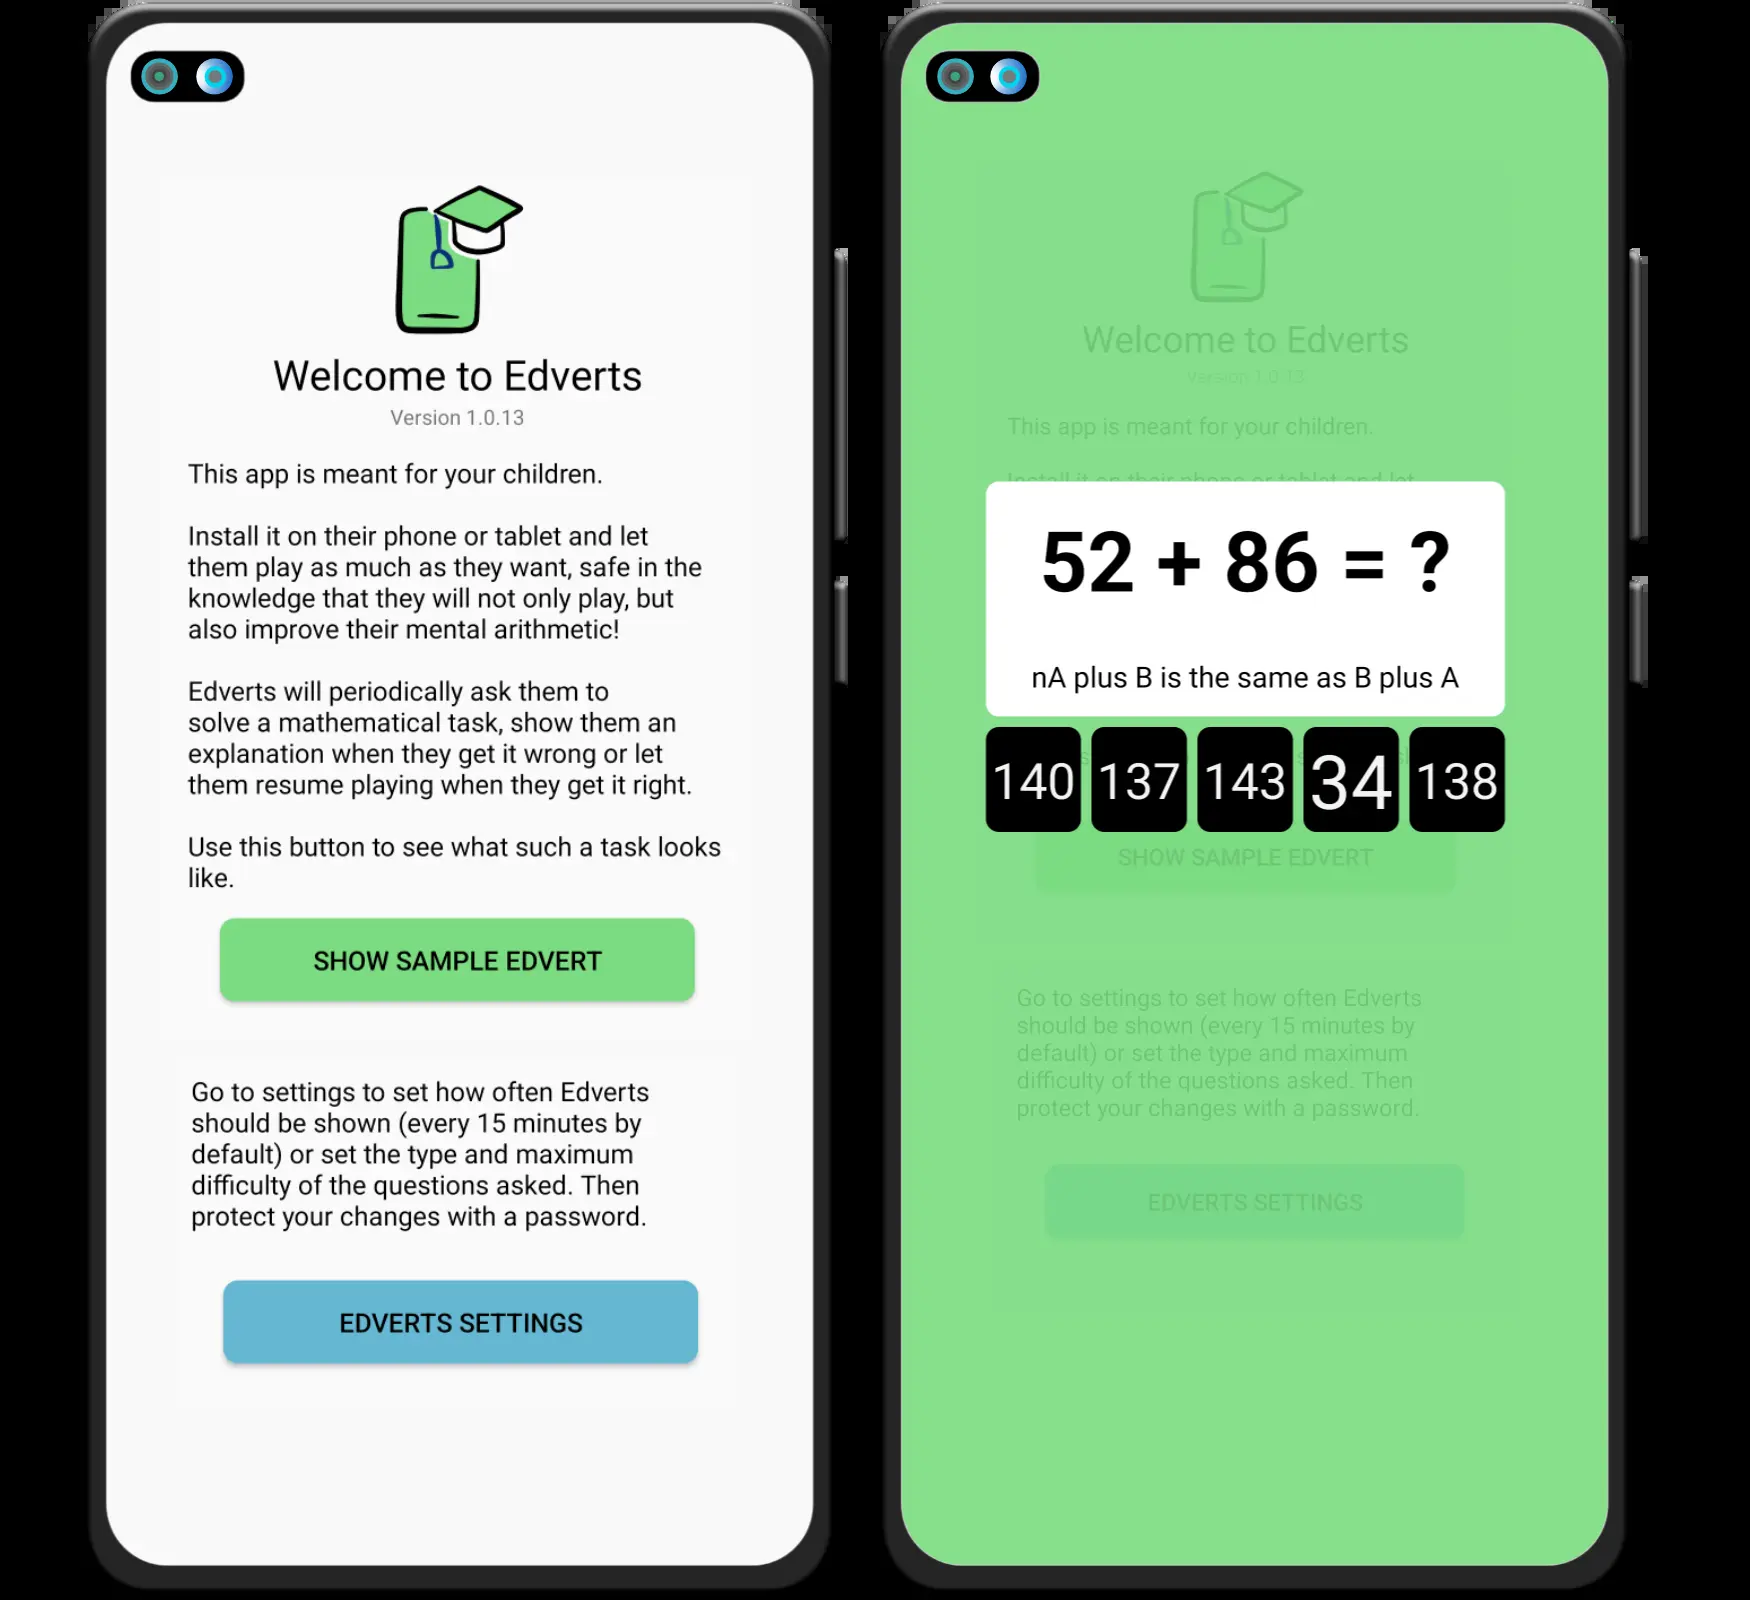 Welcome to Edverts
Version 1.0.13
This app is meant for your children.
Install it on their phone or tablet and let
them play as much as they want, safe in the
knowledge that they will not only play, but
also improve their mental arithmetic!
Edverts will periodically ask them to
solve a mathematical task, show them an
explanation when they get it wrong or let
them resume playing when they get it right.
Use this button to see what such a task looks
like.
SHOW SAMPLE EDVERT
Go to settings to set how often Edverts
should be shown (every 15 minutes by
default) or set the type and maximum
difficulty of the questions asked. Then
protect your changes with a password.
EDVERTS SETTINGS
Welcome to Edverts
Version 1.0.13
This app is meant for your children.
Install it on their phone or tablet and let
52 + 86 = ?
nA plus B is the same as B plus A
140 137 143 34 138
SHOW SAMPLE EDVERT
Go to settings to set how often Edverts
should be shown (every 15 minutes by
default) or set the type and maximum
difficulty of the questions asked. Then
protect your changes with a password.
EDVERTS SETTINGS